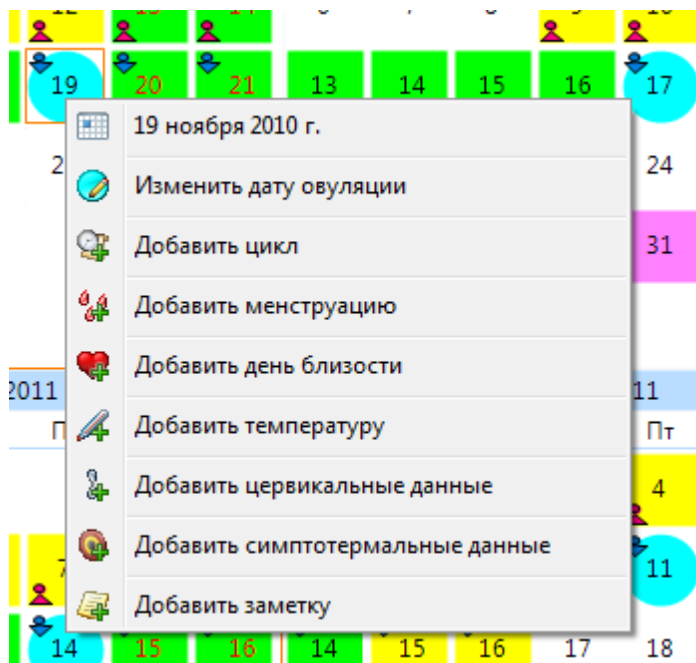 19 20 21 13 14 15 16 17
19 ноября 2010 г.
24
Изменить дату овуляции
Добавить цикл
31
Добавить менструацию
Добавить день близости
2011 11
Добавить температуру
Пт
Добавить цервикальные данные
4
Добавить симптотермальные данные
11
Добавить заметку
14 15 16 14 15 16 17 18